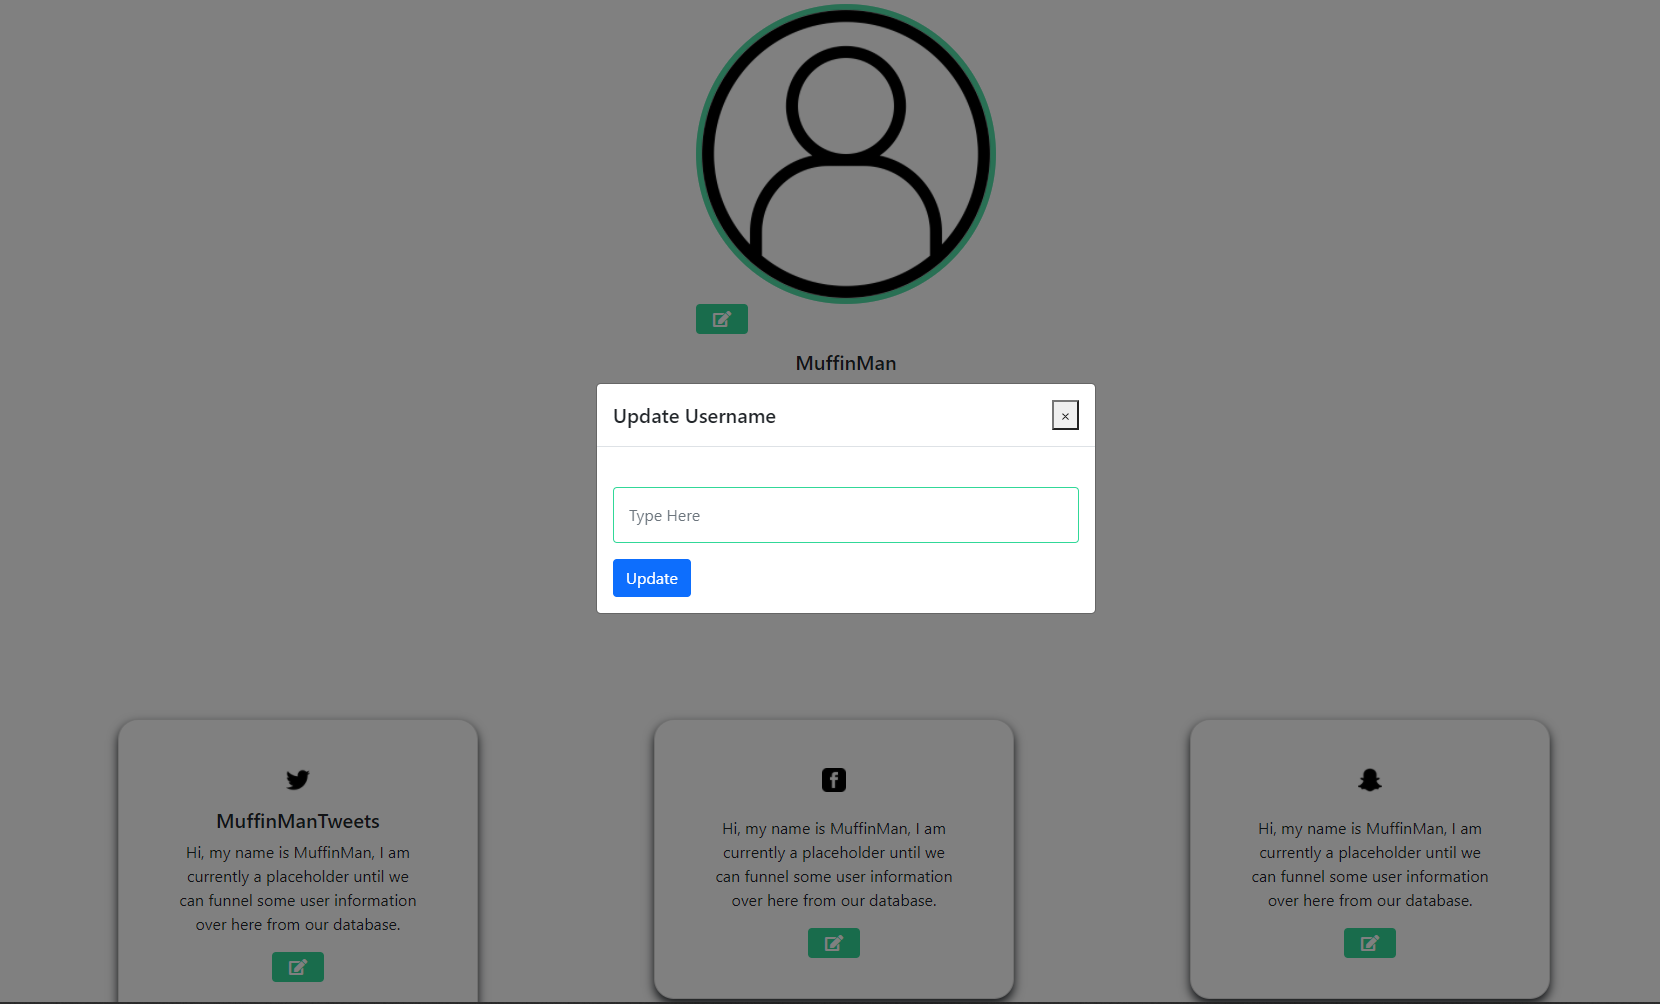 MuffinMan
Update Username
×
Type Here
Update
MuffinManTweets
Hi, my name is MuffinMan, I am
currently a placeholder until we
can funnel some user information
over here from our database.
Hi, my name is MuffinMan, I am
currently a placeholder until we
can funnel some user information
over here from our database.
Hi, my name is MuffinMan, I am
currently a placeholder until we
can funnel some user information
over here from our database.